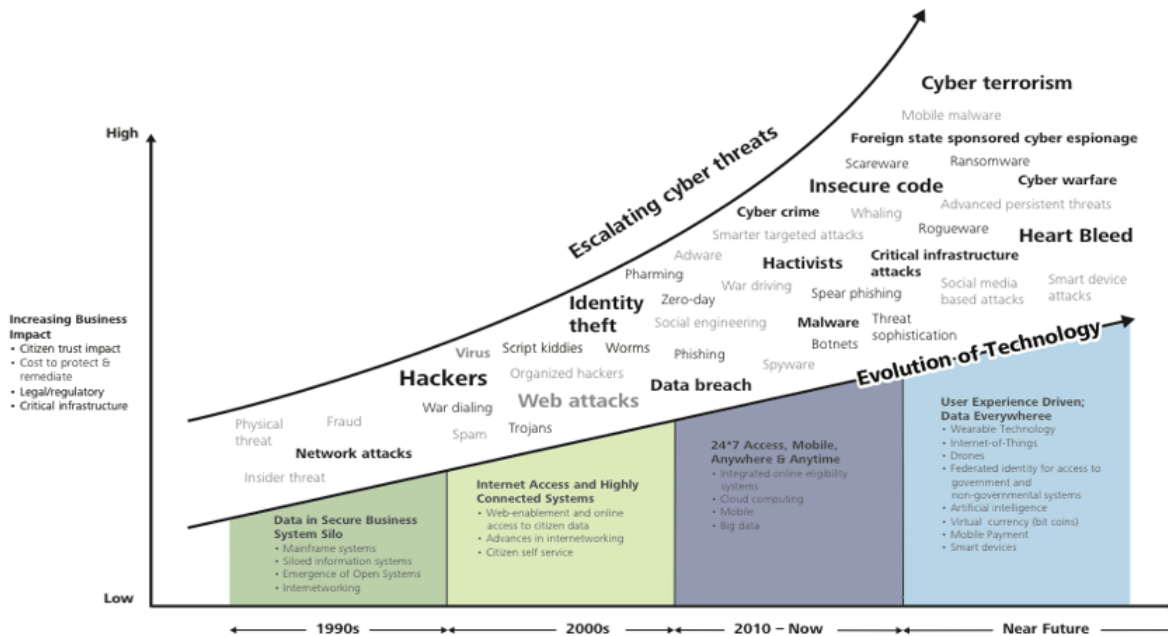 High
Increasing Business
Impact
• Citizen trust impact
• Cost to protect &
remediate
• Legal/regulatory
• Critical infrastructure
Low
Escalating cyber threats
Cyber terrorism
Mobile malware
Foreign state sponsored cyber espionage
Scareware
Ransomware
Insecure code
Cyber warfare
Cyber crime
Whaling
Advanced persistent threats
Smarter targeted attacks
Rogueware
Heart Bleed
Adware
Hactivists
Critical infrastructure
attacks
Pharming
War driving
Spear phishing
Social media
based attacks
Smart device
attacks
Identity
theft
Zero-day
Social engineering
Malware
Threat
sophistication
Virus
Script kiddies
Worms
Phishing
Botnets
Spyware
Hackers
Organized hackers
Data breach
War dialing
Web attacks
Physical
threat
Fraud
Spam
Trojans
Network attacks
Insider threat
Evolution of Technology
Data in Secure Business
System Silo
• Mainframe systems
• Siloed information systems
• Emergence of Open Systems
• Internetworking
Internet Access and Highly
Connected Systems
• Web-enablement and online
access to citizen data
• Advances in internetworking
• Citizen self service
24*7 Access, Mobile,
Anywhere & Anytime
• Integrated online eligibility
systems
• Cloud computing
• Mobile
• Big data
User Experience Driven;
Data Everywheree
• Wearable Technology
• Internet-of-Things
• Drones
• Federated identity for access to
government and
non-governmental systems
• Artificial intelligence
• Virtual currency (bit coins)
• Mobile Payment
• Smart devices
1990s
2000s
2010 – Now
Near Future